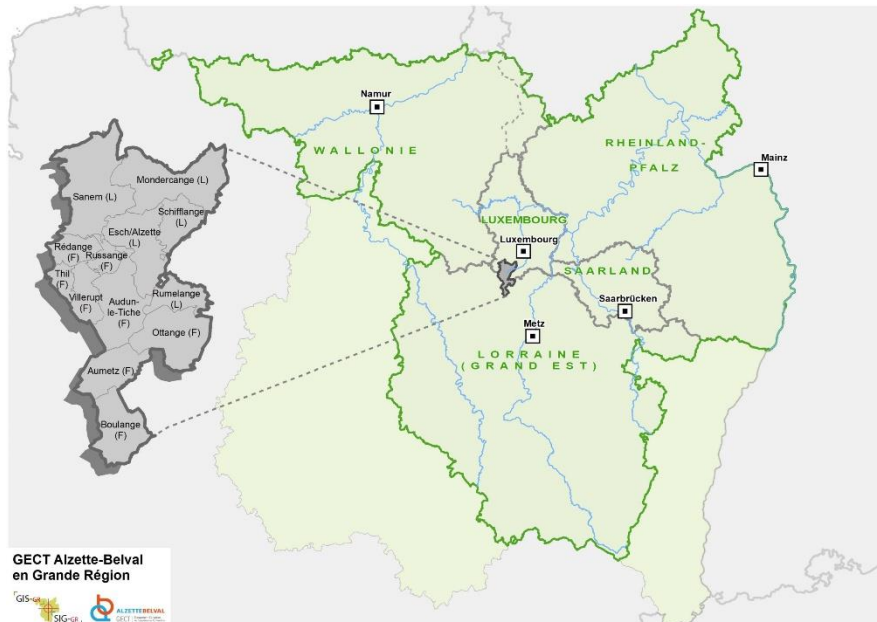 Namur
WALLONIE
RHEINLAND-
PFALZ
Mainz
LUXEMBOURG
Luxembourg
SAARLAND
Saarbrücken
Metz
LORRAINE
(GRAND EST)
Mondercange (L)
Sanem (L)
Schifflange
(L)
Esch/Alzette
(L)
Rédange
(F)
Russange
(F)
Thil
(F)
Villerupt
(F)
Audun-
le-Tiche
(F)
Rumelange
(L)
Ottange (F)
Aumetz (F)
Boulange
(F)
GECT Alzette-Belval
en Grande Région
GIS-GR
SIG-GR
ALZETTEBELVAL
GECT